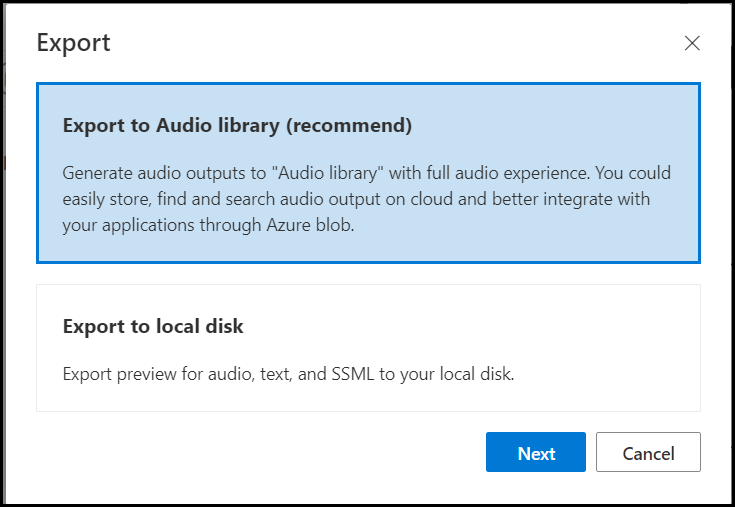 Export
Export to Audio library (recommend)
Generate audio outputs to "Audio library" with full audio experience. You could
easily store, find and search audio output on cloud and better integrate with
your applications through Azure blob.
Export to local disk
Export preview for audio, text, and SSML to your local disk.
Next
Cancel